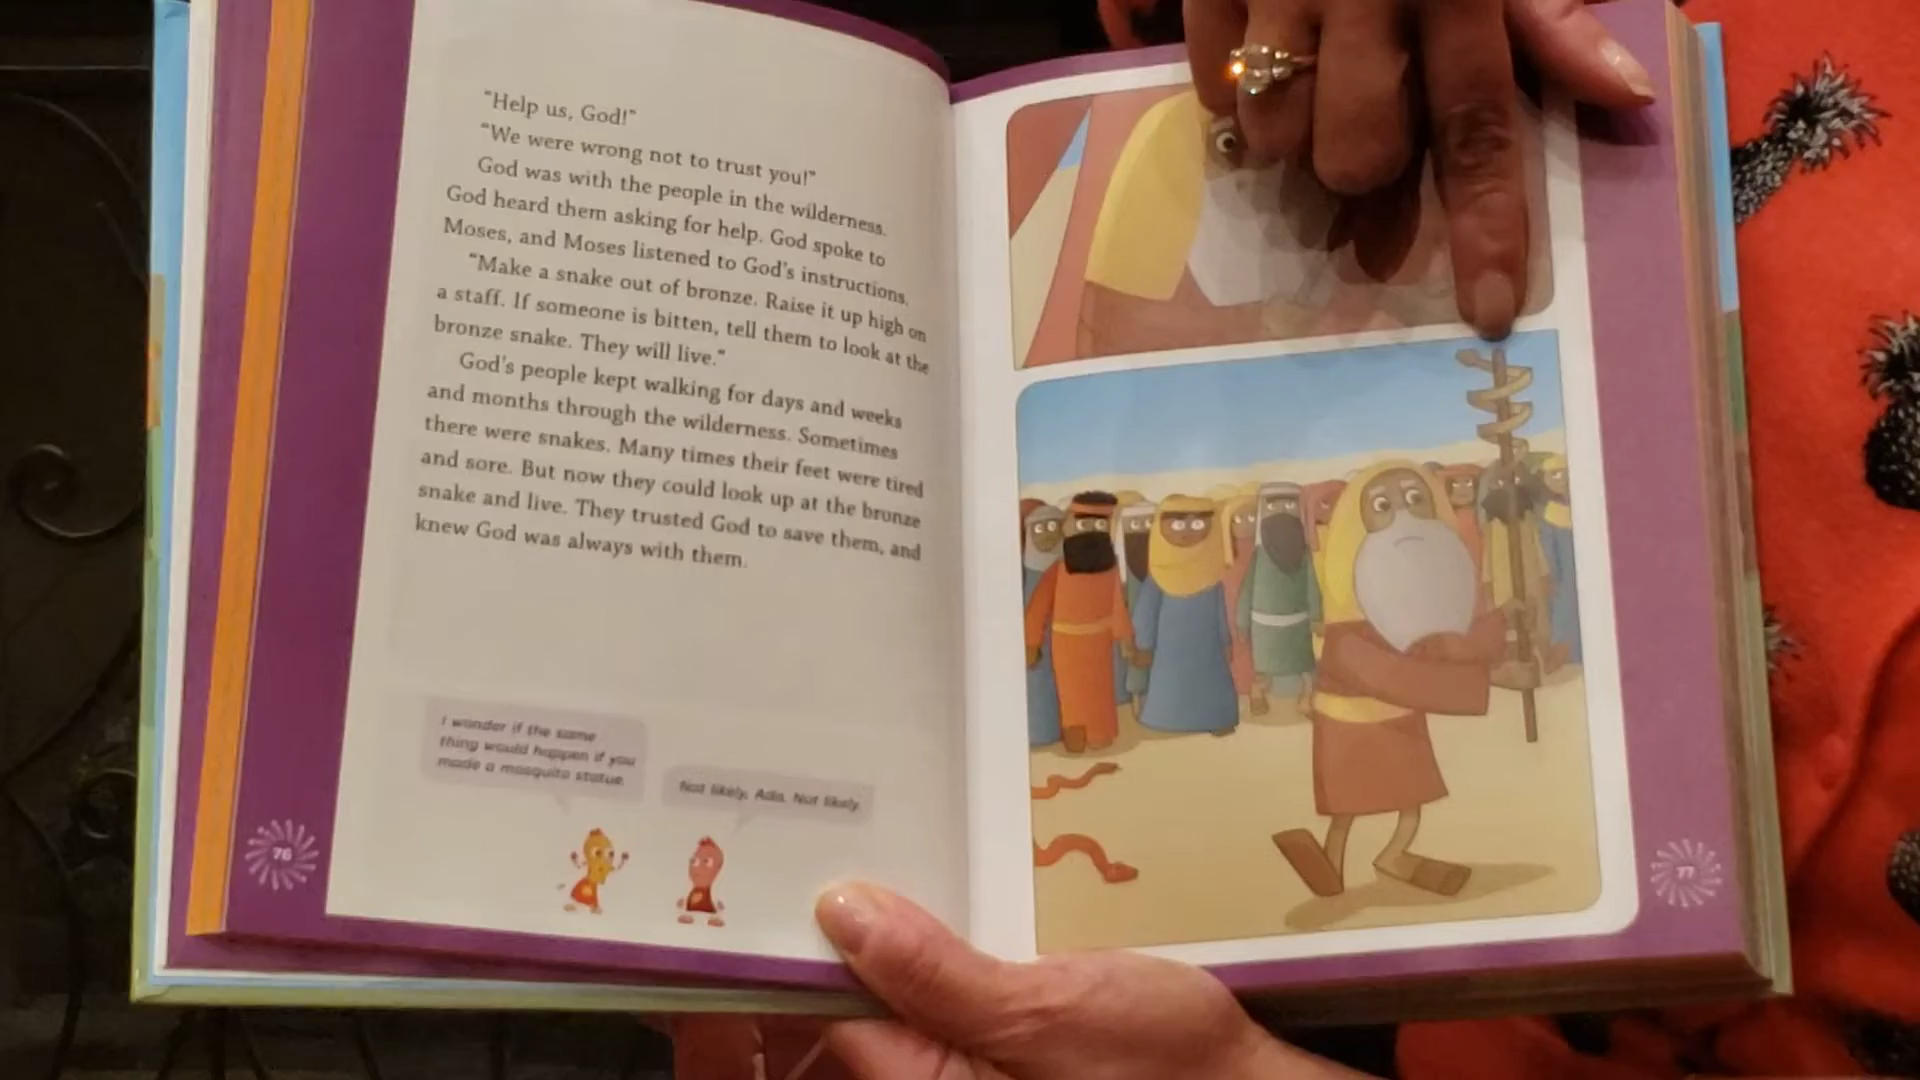 "Help us, God!"
"We were wrong not to trust you!"
God was with the people in the wilderness.
God heard them asking for help. God spoke to
Moses, and Moses listened to God's instructions.
"Make a snake out of bronze. Raise it up high on
a staff. If someone is bitten, tell them to look at the
bronze snake. They will live."
God's people kept walking for days and weeks
and months through the wilderness. Sometimes
there were snakes. Many times their feet were tired
and sore. But now they could look up at the bronze
snake and live. They trusted God to save them, and
knew God was always with them.
I wonder if the same
thing would happen if you
made a mosquito statue.
Not likely, Ada. Not likely.
76
77